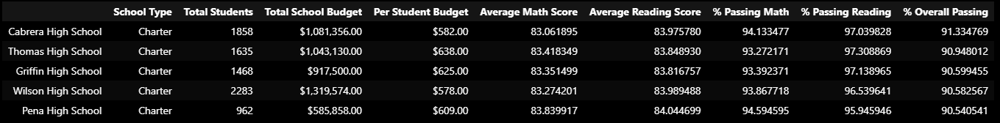 School Type Total Students Total School Budget Per Student Budget Average Math Score Average Reading Score % Passing Math % Passing Reading % Overall Passing
Cabrera High School Charter 1858 $1,081,356.00 $582.00 83.061895 83.975780 94.133477 97.039828 91.334769
Thomas High School Charter 1635 $1,043,130.00 $638.00 83.418349 83.848930 93.272171 97.308869 90.948012
Griffin High School Charter 1468 $917,500.00 $625.00 83.351499 83.816757 93.392371 97.138965 90.599455
Wilson High School Charter 2283 $1,319,574.00 $578.00 83.274201 83.989488 93.867718 96.539641 90.582567
Pena High School Charter 962 $585,858.00 $609.00 83.839917 84.044699 94.594595 95.945946 90.540541